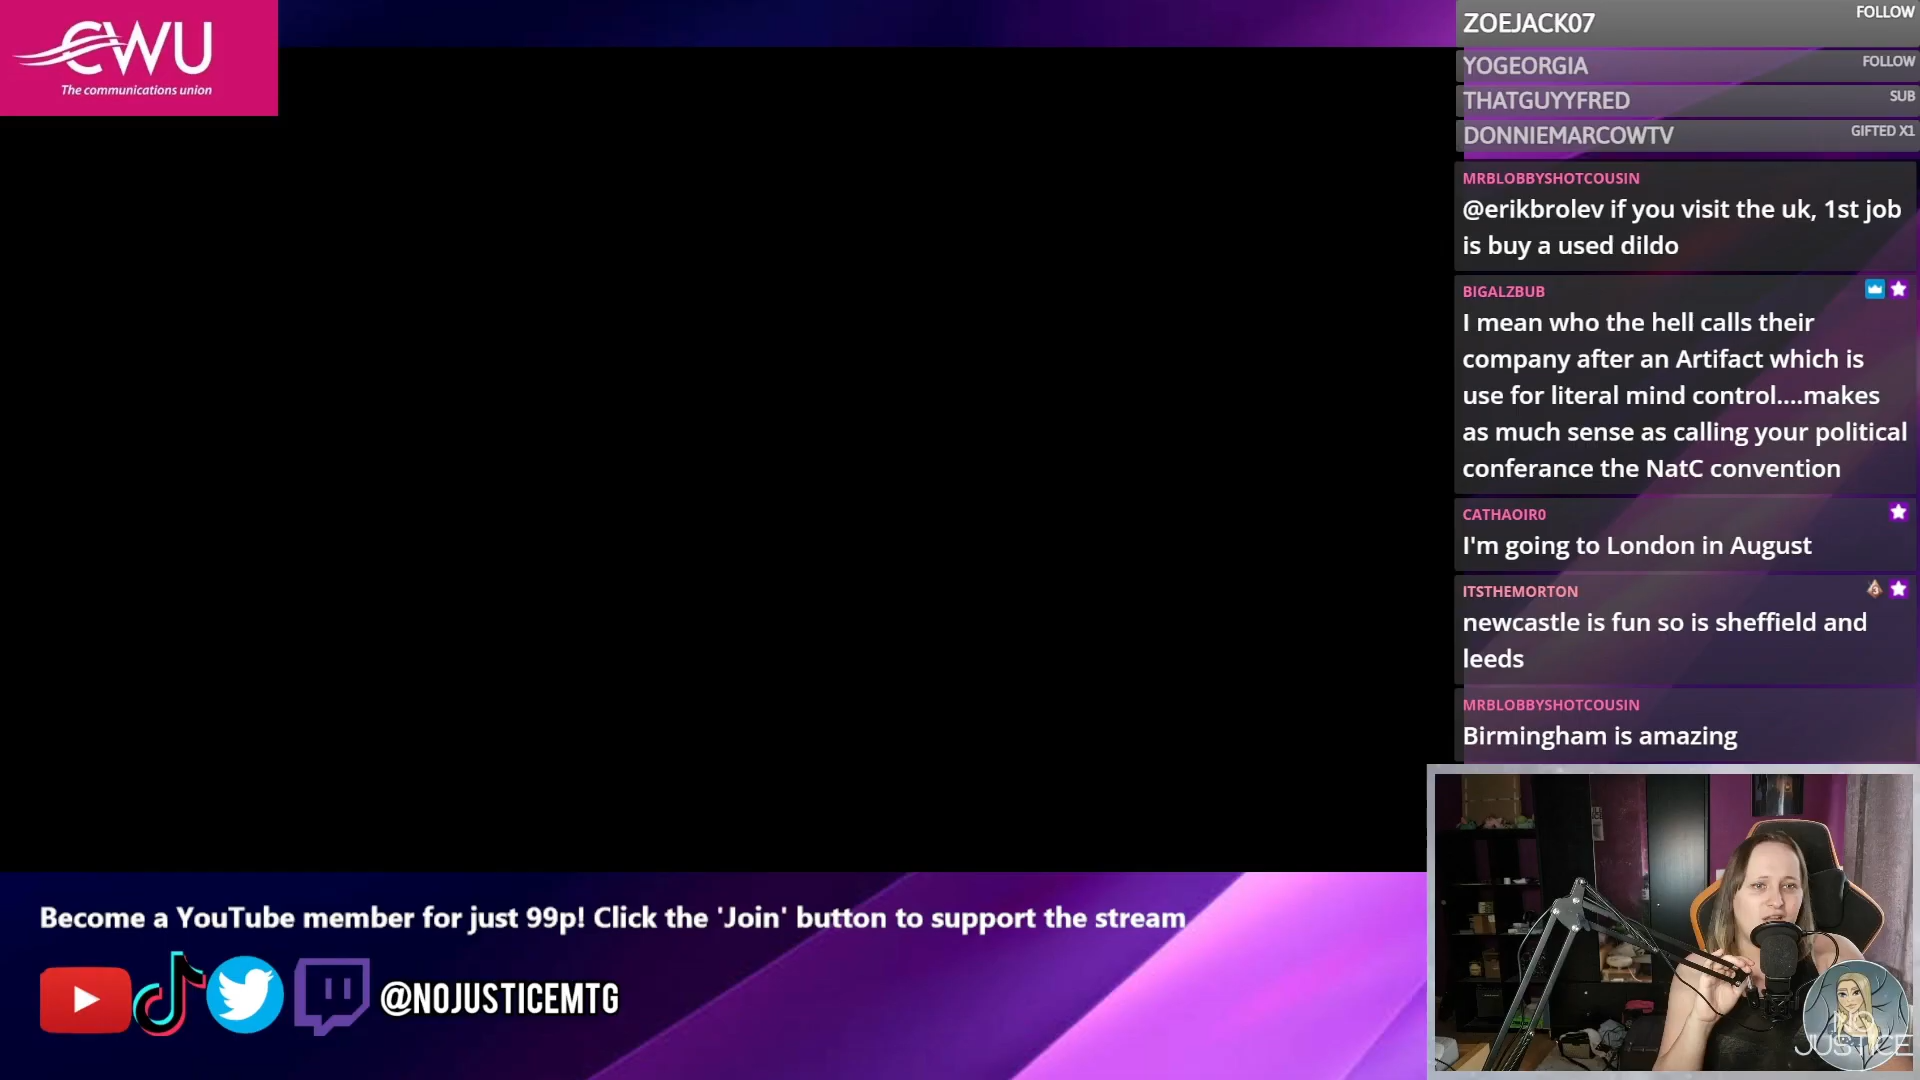 CWU
The communications union
ZOEJACK07 FOLLOW
YOGEORGIA FOLLOW
THATGUYYFRED SUB
DONNIEMARCOWTV GIFTED X1
MRBLOBBYSHOTCOUSIN
@erikbrolev if you visit the uk, 1st job
is buy a used dildo
BIGALZBUB
I mean who the hell calls their
company after an Artifact which is
use for literal mind control....makes
as much sense as calling your political
conferance the NatC convention
CATHAOIR0
I'm going to London in August
ITSTHEMORTON
newcastle is fun so is sheffield and
leeds
MRBLOBBYSHOTCOUSIN
Birmingham is amazing
Become a YouTube member for just 99p! Click the 'Join' button to support the stream
@NOJUSTICEMTG
NO
JUSTICE